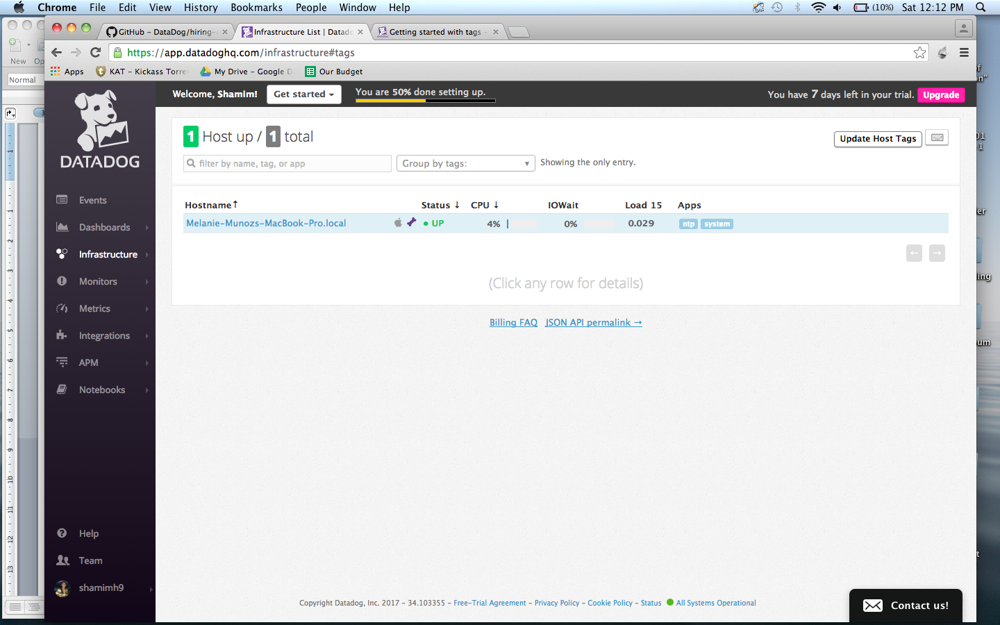 Chrome File Edit View History Bookmarks People Window Help (10%) Sat 12:12 PM
GitHub - DataDog/hiring- Infrastructure List | Datado Getting started with tags -
https://app.datadoghq.com/infrastructure#tags
New
Apps KAT - Kickass Torre My Drive - Google D Our Budget
Normal
Welcome, Shamim! Get started You are 50% done setting up. You have 7 days left in your trial. Upgrade
DATADOG
1 Host up / 1 total
Update Host Tags
filter by name, tag, or app Group by tags: Showing the only entry.
Hostname↑ Status ↓ CPU ↓ IOWait Load 15 Apps
Melanie-Munozs-MacBook-Pro.local UP 4% 0% 0.029 ntp system
← →
(Click any row for details)
Billing FAQ JSON API permalink →
Events
Dashboards
Infrastructure
Monitors
Metrics
Integrations
APM
Notebooks
Help
Team
shamimh9
Copyright Datadog, Inc. 2017 - 34.103355 - Free-Trial Agreement - Privacy Policy - Cookie Policy - Status All Systems Operational
Contact us!